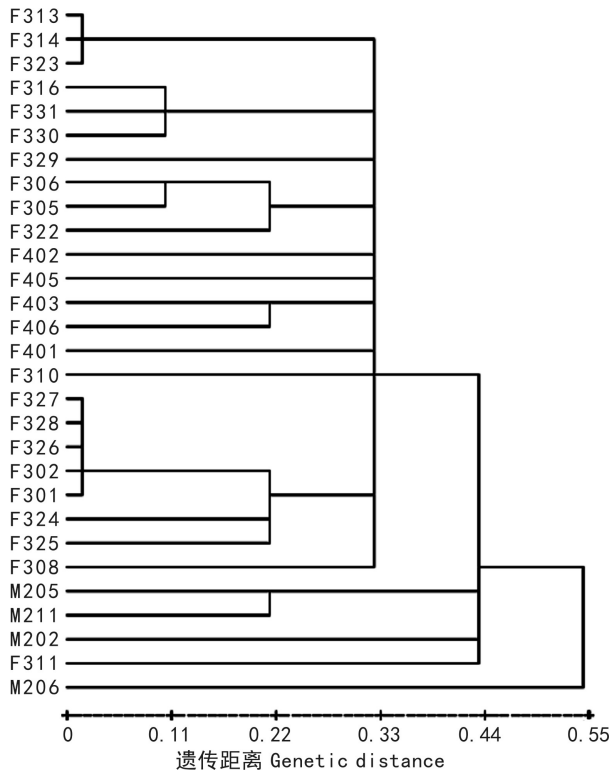 F313
F314
F323
F316
F331
F330
F329
F306
F305
F322
F402
F405
F403
F406
F401
F310
F327
F328
F326
F302
F301
F324
F325
F308
M205
M211
M202
F311
M206
0 0.11 0.22 0.33 0.44 0.55
遗传距离 Genetic distance